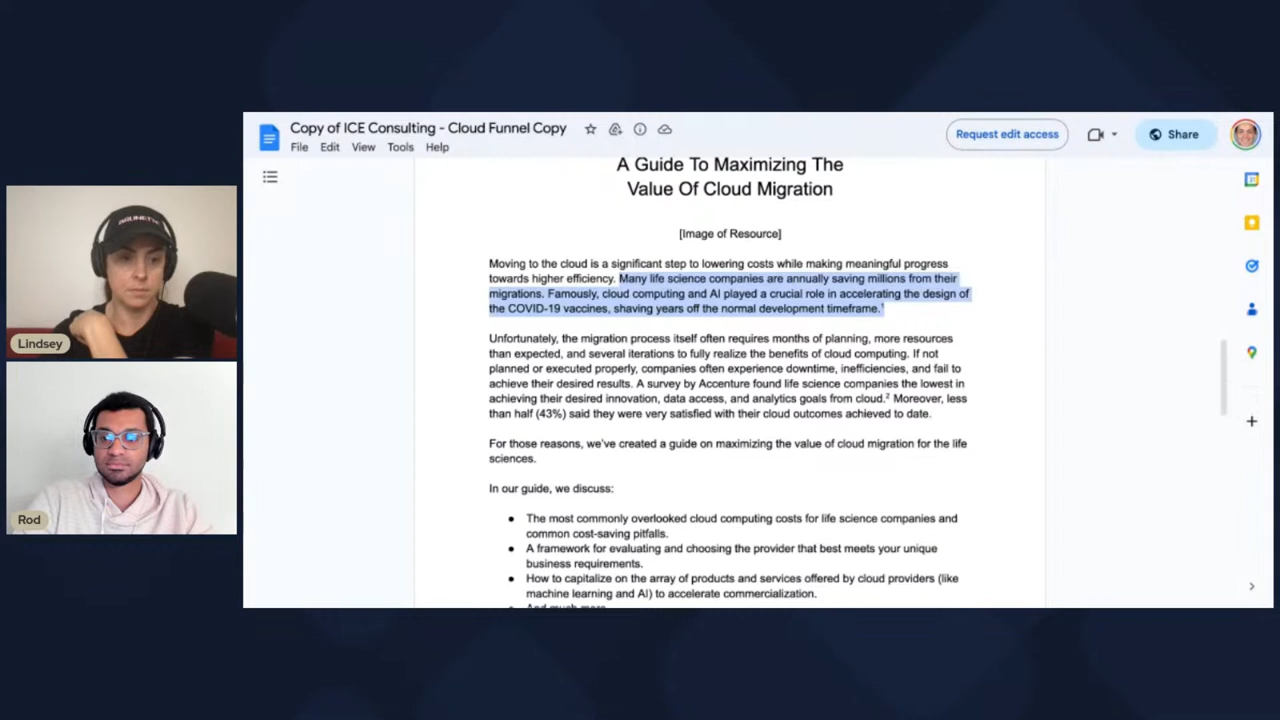 Copy of ICE Consulting - Cloud Funnel Copy
File Edit View Tools Help
Request edit access
Share
A Guide To Maximizing The
Value Of Cloud Migration
[Image of Resource]
Moving to the cloud is a significant step to lowering costs while making meaningful progress
towards higher efficiency. Many life science companies are annually saving millions from their
migrations. Famously, cloud computing and AI played a crucial role in accelerating the design of
the COVID-19 vaccines, shaving years off the normal development timeframe.¹
Unfortunately, the migration process itself often requires months of planning, more resources
than expected, and several iterations to fully realize the benefits of cloud computing. If not
planned or executed properly, companies often experience downtime, inefficiencies, and fail to
achieve their desired results. A survey by Accenture found life science companies the lowest in
achieving their desired innovation, data access, and analytics goals from cloud.² Moreover, less
than half (43%) said they were very satisfied with their cloud outcomes achieved to date.
For those reasons, we've created a guide on maximizing the value of cloud migration for the life
sciences.
In our guide, we discuss:
● The most commonly overlooked cloud computing costs for life science companies and
common cost-saving pitfalls.
● A framework for evaluating and choosing the provider that best meets your unique
business requirements.
● How to capitalize on the array of products and services offered by cloud providers (like
machine learning and AI) to accelerate commercialization.
● And much more
Lindsey
Rod